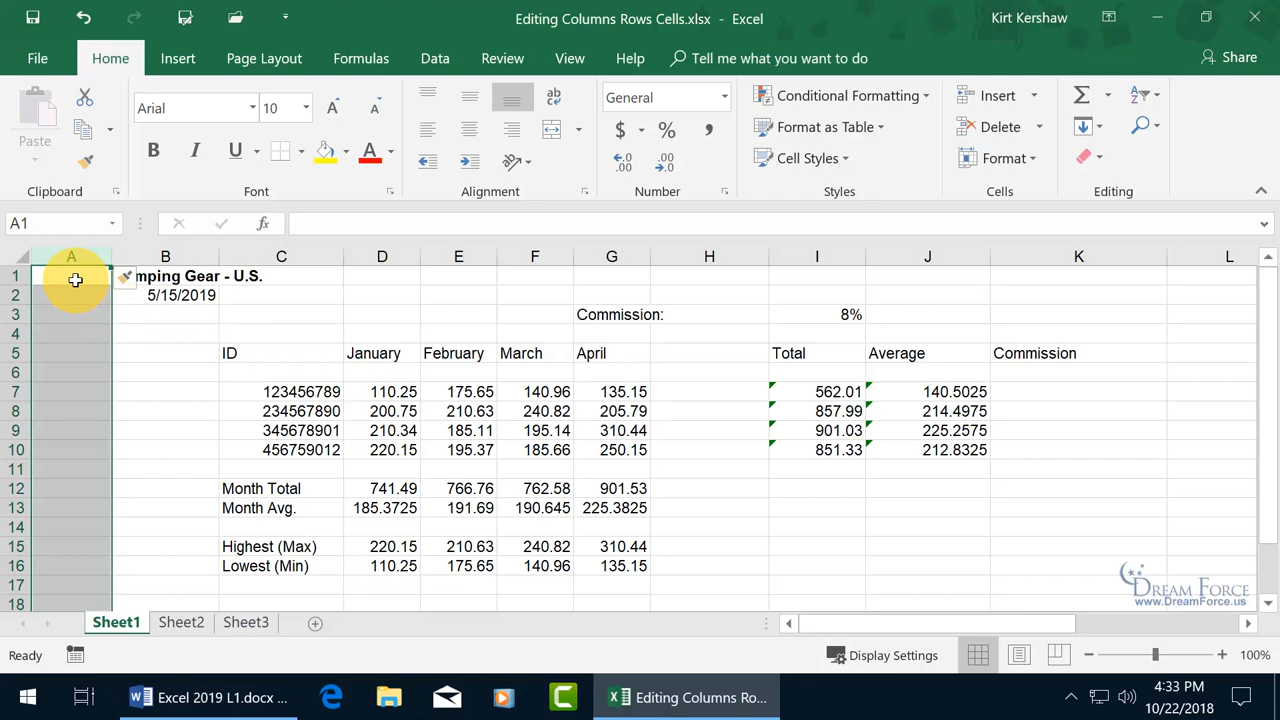 Editing Columns Rows Cells.xlsx - Excel
Kirt Kershaw
File Home Insert Page Layout Formulas Data Review View Help Tell me what you want to do Share
Paste
Arial 10
General
Conditional Formatting
Format as Table
Cell Styles
Insert
Delete
Format
Clipboard Font Alignment Number Styles Cells Editing
A1
fx
A B C D E F G H I J K L
1 mping Gear - U.S.
2 5/15/2019
3 Commission: 8%
4
5 ID January February March April Total Average Commission
6
7 123456789 110.25 175.65 140.96 135.15 562.01 140.5025
8 234567890 200.75 210.63 240.82 205.79 857.99 214.4975
9 345678901 210.34 185.11 195.14 310.44 901.03 225.2575
10 456759012 220.15 195.37 185.66 250.15 851.33 212.8325
11
12 Month Total 741.49 766.76 762.58 901.53
13 Month Avg. 185.3725 191.69 190.645 225.3825
14
15 Highest (Max) 220.15 210.63 240.82 310.44
16 Lowest (Min) 110.25 175.65 140.96 135.15
17
18
DREAM FORCE
www.DreamForce.us
Sheet1 Sheet2 Sheet3
Ready Display Settings 100%
Excel 2019 L1.docx ... Editing Columns Ro...
4:33 PM
10/22/2018